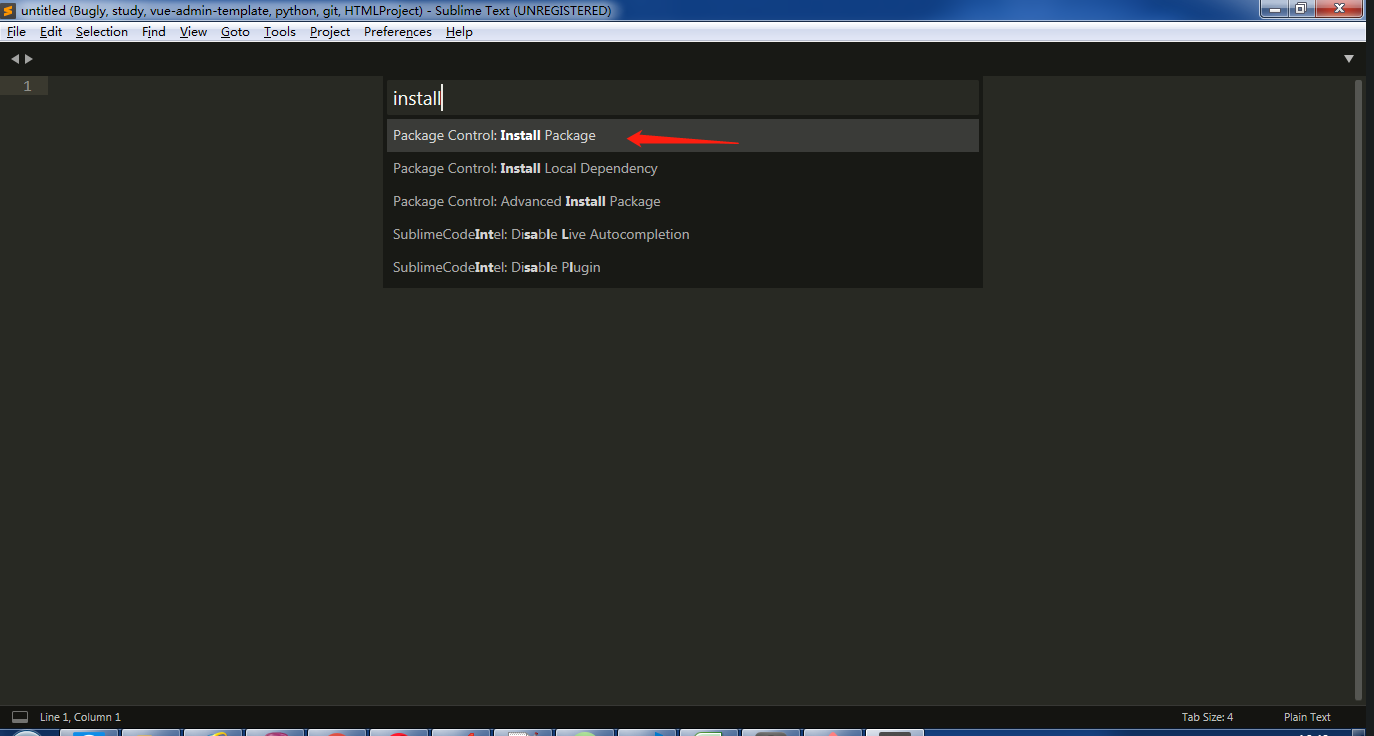 untitled (Bugly, study, vue-admin-template, python, git, HTMLProject) - Sublime Text (UNREGISTERED)
File Edit Selection Find View Goto Tools Project Preferences Help
1
install
Package Control: Install Package
Package Control: Install Local Dependency
Package Control: Advanced Install Package
SublimeCodeIntel: Disable Live Autocompletion
SublimeCodeIntel: Disable Plugin
Line 1, Column 1
Tab Size: 4
Plain Text